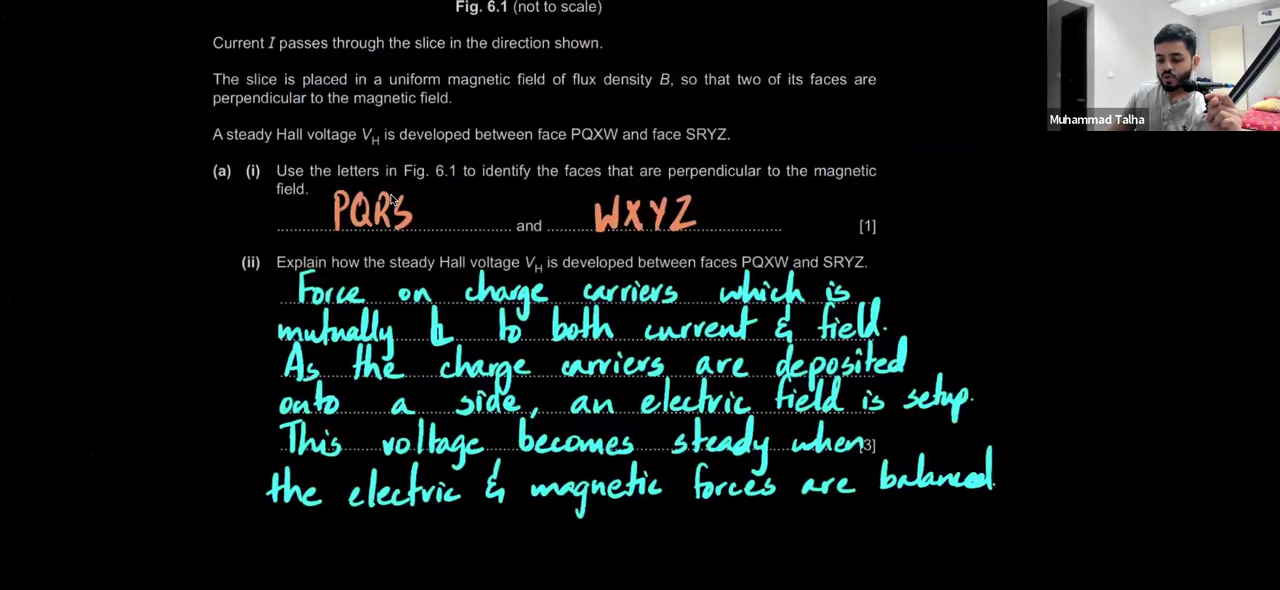 Fig. 6.1 (not to scale)
Current I passes through the slice in the direction shown.
The slice is placed in a uniform magnetic field of flux density B, so that two of its faces are
perpendicular to the magnetic field.
Muhammad Talha
A steady Hall voltage VH is developed between face PQXW and face SRYZ.
(a) (i) Use the letters in Fig. 6.1 to identify the faces that are perpendicular to the magnetic
field.
PQRS and WXYZ [1]
(ii) Explain how the steady Hall voltage VH is developed between faces PQXW and SRYZ.
Force on charge carriers which is
mutually ⊥ to both current & field.
As the charge carriers are deposited
onto a side, an electric field is setup.
This voltage becomes steady when [3]
the electric & magnetic forces are balanced.